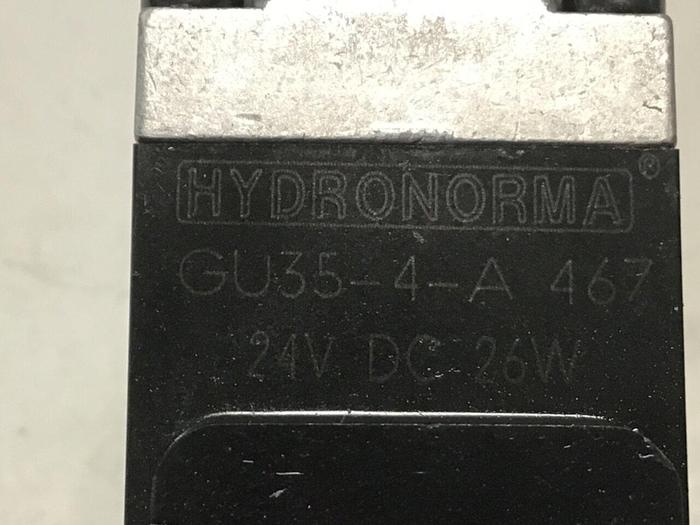 HYDRONORMA®
GU35-4-A 467
24V DC 26W